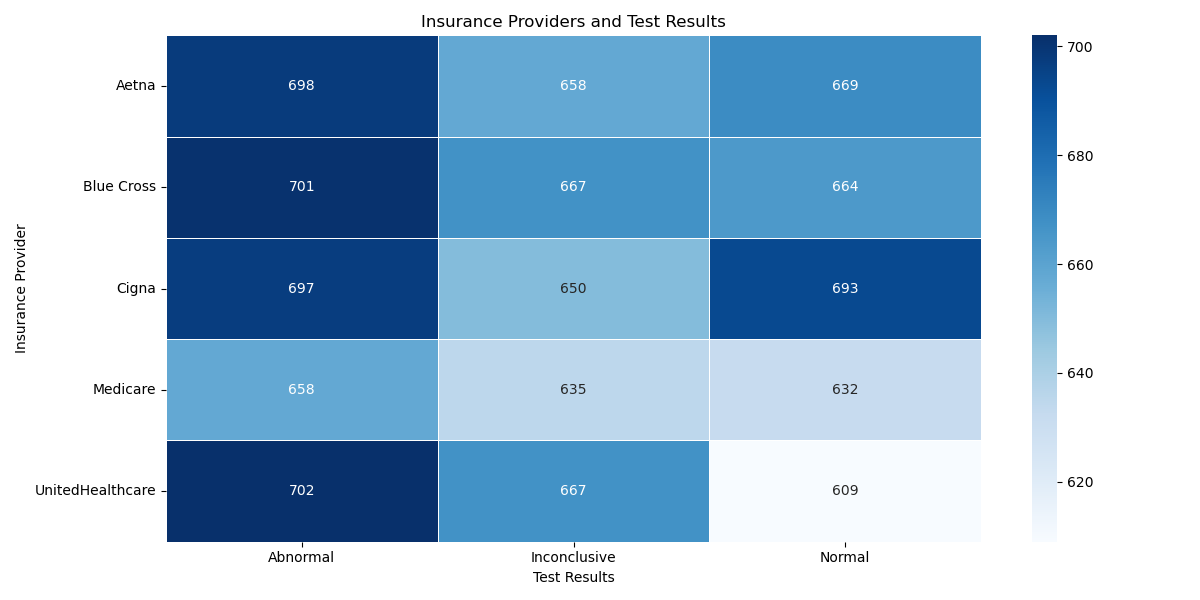 Insurance Providers and Test Results
Insurance Provider
Aetna 698 658 669
Blue Cross 701 667 664
Cigna 697 650 693
Medicare 658 635 632
UnitedHealthcare 702 667 609
Abnormal Inconclusive Normal
Test Results
700
680
660
640
620